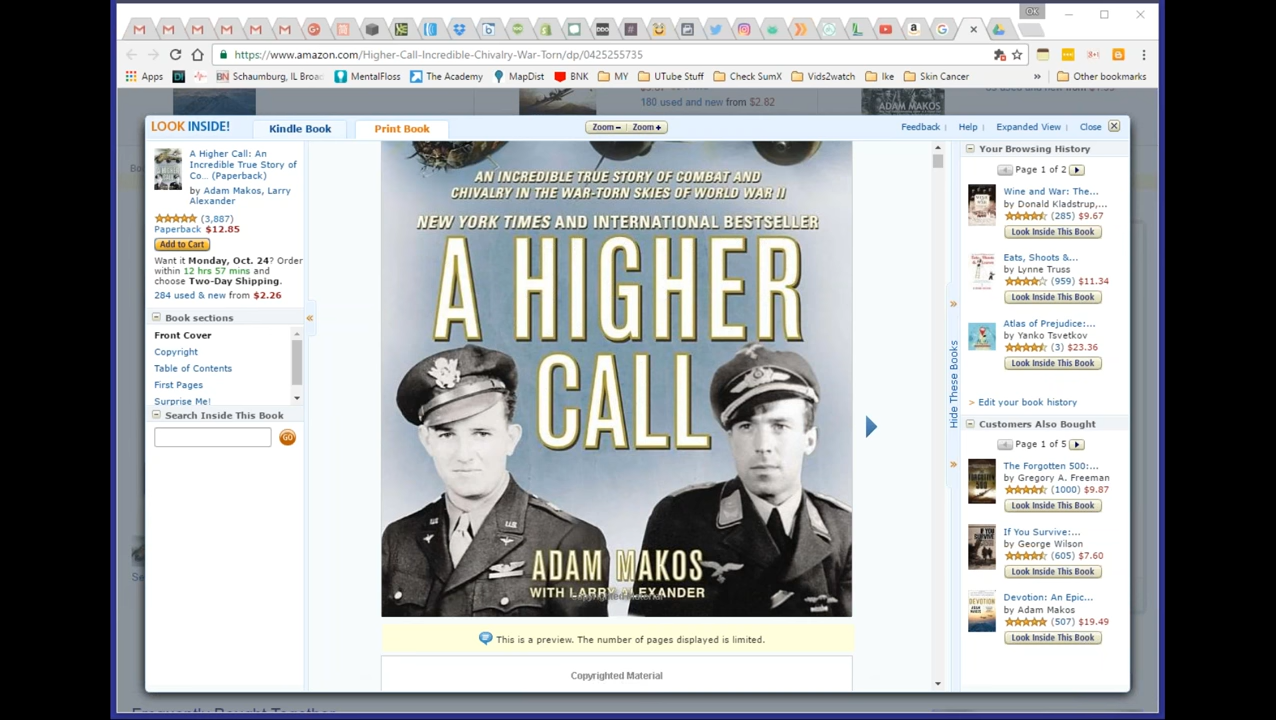 OK
https://www.amazon.com/Higher-Call-Incredible-Chivalry-War-Torn/dp/0425255735
Apps
BN Schaumburg, IL Broa
MentalFloss
The Academy
MapDist
BNK
MY
UTube Stuff
Check SumX
Vids2watch
Ike
Skin Cancer
»
Other bookmarks
180 used and new from $2.82
ADAM MAKOS
LOOK INSIDE!
Kindle Book
Print Book
Zoom -
Zoom +
Feedback
Help
Expanded View
Close
A Higher Call: An
Incredible True Story of
Co... (Paperback)
by Adam Makos, Larry
Alexander
(3,887)
Paperback $12.85
Add to Cart
Want it Monday, Oct. 24? Order
within 12 hrs 57 mins and
choose Two-Day Shipping.
284 used & new from $2.26
Book sections
Front Cover
Copyright
Table of Contents
First Pages
Surprise Me!
Search Inside This Book
GO
AN INCREDIBLE TRUE STORY OF COMBAT AND
CHIVALRY IN THE WAR-TORN SKIES OF WORLD WAR II
NEW YORK TIMES AND INTERNATIONAL BESTSELLER
A HIGHER
CALL
ADAM MAKOS
WITH LARRY ALEXANDER
This is a preview. The number of pages displayed is limited.
Copyrighted Material
Hide These Books
Your Browsing History
Page 1 of 2
Wine and War: The...
by Donald Kladstrup,...
(285) $9.67
Look Inside This Book
Eats, Shoots &...
by Lynne Truss
(959) $11.34
Look Inside This Book
Atlas of Prejudice:...
by Yanko Tsvetkov
(3) $23.36
Look Inside This Book
> Edit your book history
Customers Also Bought
Page 1 of 5
The Forgotten 500:...
by Gregory A. Freeman
(1000) $9.87
Look Inside This Book
If You Survive:...
by George Wilson
(605) $7.60
Look Inside This Book
Devotion: An Epic...
by Adam Makos
(507) $19.49
Look Inside This Book